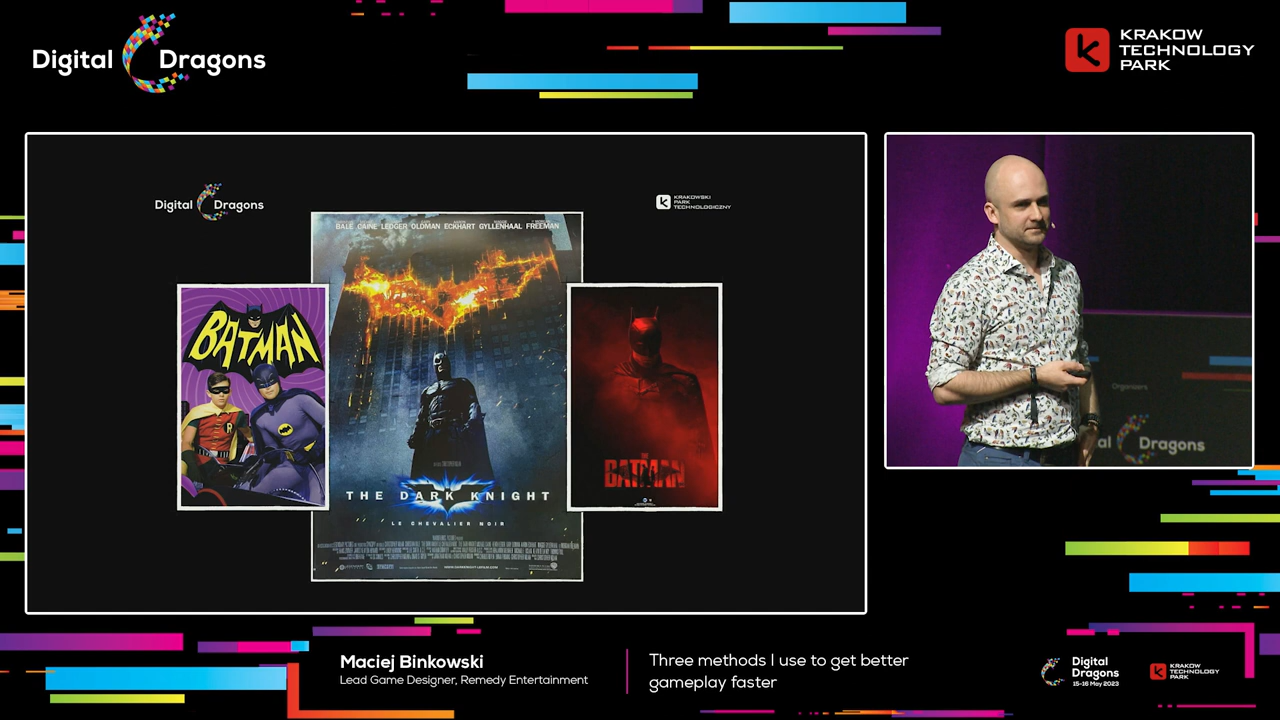 Digital Dragons
KRAKOW
TECHNOLOGY
PARK
Digital Dragons
KRAKOWSKI
PARK
TECHNOLOGICZNY
BALE CAINE LEDGER OLDMAN ECKHART GYLLENHAAL FREEMAN
BATMAN
R
THE DARK KNIGHT
LE CHEVALIER NOIR
THE
BATMAN
Organisers
al Dragons
Maciej Binkowski
Lead Game Designer, Remedy Entertainment
Three methods I use to get better
gameplay faster
Digital
Dragons
15-16 May 2023
KRAKOW
TECHNOLOGY
PARK